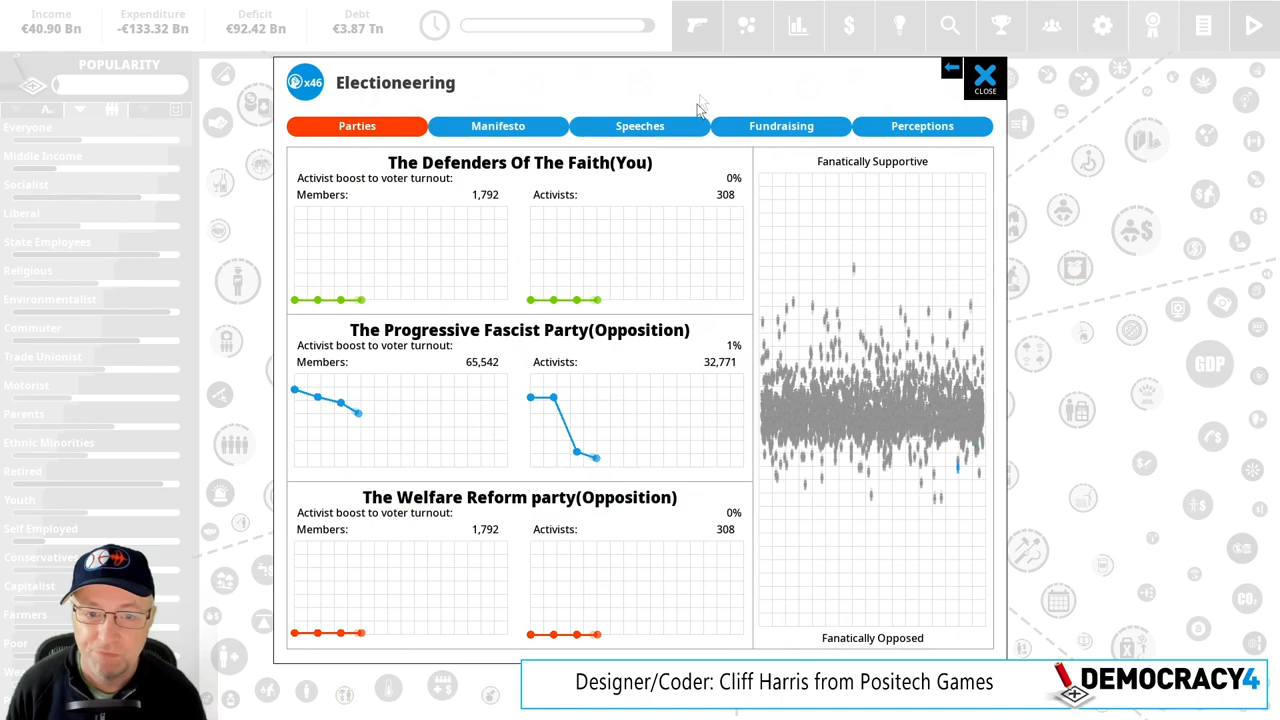 Income
€40.90 Bn
Expenditure
-€133.32 Bn
Deficit
€92.42 Bn
Debt
€3.87 Tn
POPULARITY
A..
Everyone
Middle Income
Socialist
Liberal
State Employees
Religious
Environmentalist
Commuter
Trade Unionist
Motorist
Parents
Ethnic Minorities
Retired
Youth
Self Employed
Conservatives
Capitalist
Farmers
Poor
x46
Electioneering
CLOSE
Parties
Manifesto
Speeches
Fundraising
Perceptions
The Defenders Of The Faith(You)
Activist boost to voter turnout: 0%
Members: 1,792
Activists: 308
The Progressive Fascist Party(Opposition)
Activist boost to voter turnout: 1%
Members: 65,542
Activists: 32,771
The Welfare Reform party(Opposition)
Activist boost to voter turnout: 0%
Members: 1,792
Activists: 308
Fanatically Supportive
Fanatically Opposed
GDP
CO₂
Designer/Coder: Cliff Harris from Positech Games
DEMOCRACY4